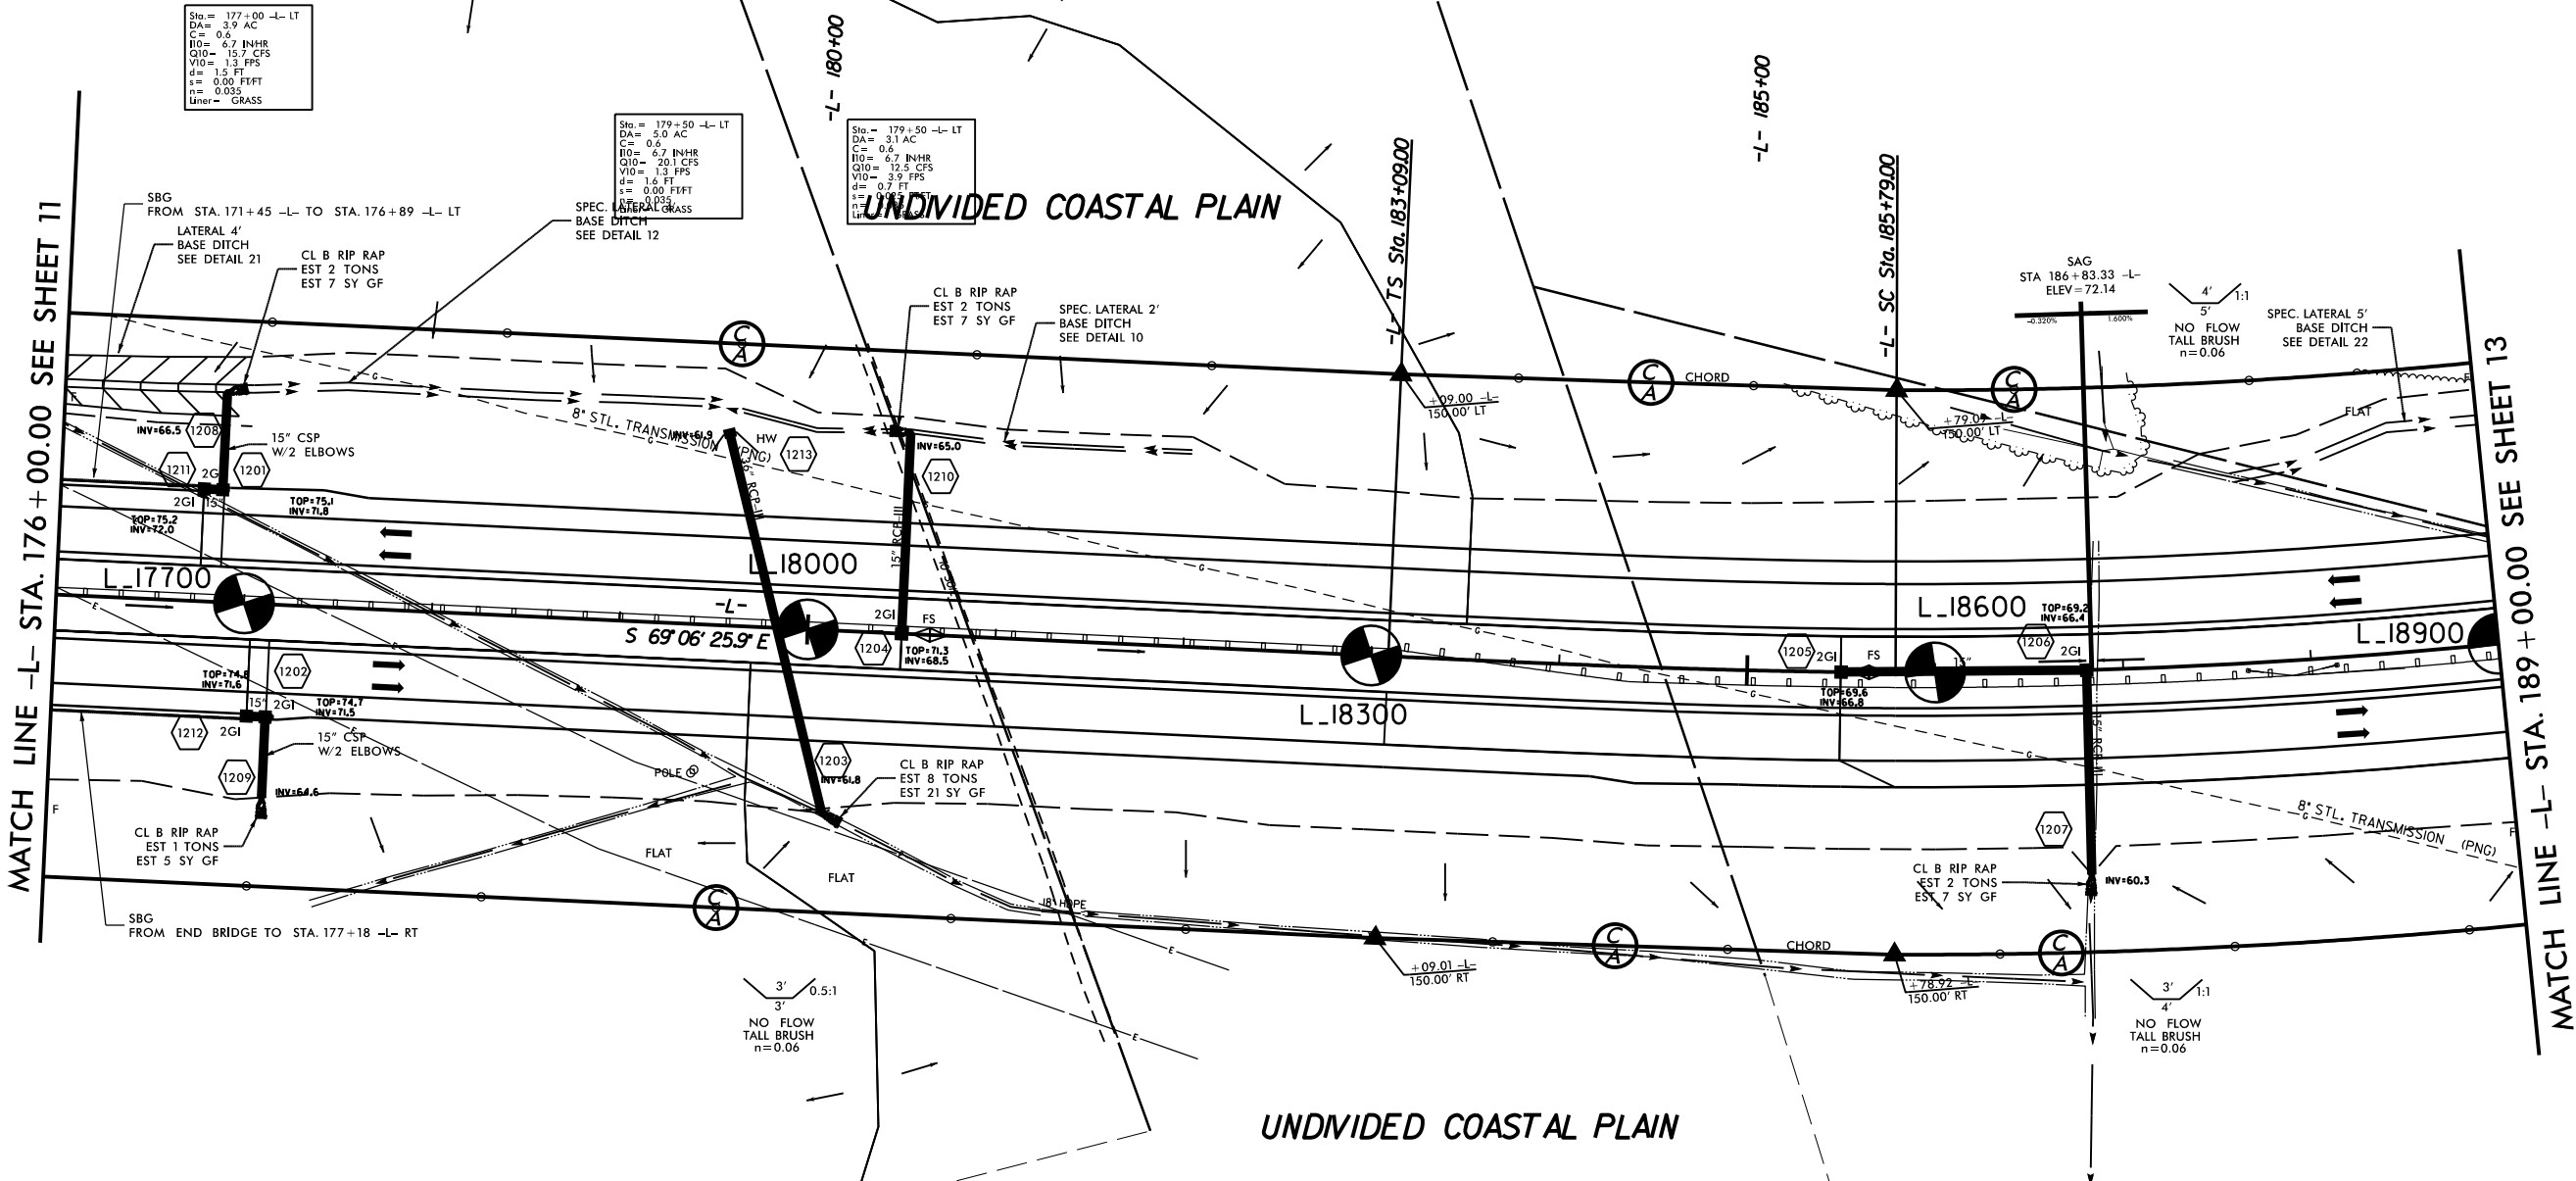 Sta.= 177+00 -L- LT
DA= 3.9 AC
C= 0.6
I10= 6.7 IN/HR
Q10= 15.7 CFS
V10= 1.3 FPS
d= 1.5 FT
s= 0.00 FT/FT
n= 0.035
Liner= GRASS
Sta.= 179+50 -L- LT
DA= 5.0 AC
C= 0.6
I10= 6.7 IN/HR
Q10= 20.1 CFS
V10= 1.3 FPS
d= 1.6 FT
s= 0.00 FT/FT
n= 0.035
GRASS
Sta.= 179+50 -L- LT
DA= 3.1 AC
C= 0.6
I10= 6.7 IN/HR
Q10= 12.5 CFS
V10= 3.9 FPS
d= 0.7 FT
-L- 180+00
-L- 185+00
-L- TS Sta. 183+09.00
-L- SC Sta. 185+79.00
UNDIVIDED COASTAL PLAIN
MATCH LINE -L- STA. 176+00.00 SEE SHEET 11
SBG
FROM STA. 171+45 -L- TO STA. 176+89 -L- LT
LATERAL 4'
BASE DITCH
SEE DETAIL 21
CL B RIP RAP
EST 2 TONS
EST 7 SY GF
SPEC. LATERAL 4'
BASE DITCH
SEE DETAIL 12
CL B RIP RAP
EST 2 TONS
EST 7 SY GF
SPEC. LATERAL 2'
BASE DITCH
SEE DETAIL 10
SAG
STA 186+83.33 -L-
ELEV=72.14
-0.320%
1.600%
4'
1:1
5'
NO FLOW
TALL BRUSH
n=0.06
SPEC. LATERAL 5'
BASE DITCH
SEE DETAIL 22
MATCH LINE -L- STA. 189+00.00 SEE SHEET 13
C
A
C
A
CHORD
C
A
+09.00 -L-
150.00' LT
150.00' LT
FLAT
F
F
G
G
8" STL. TRANSMISSION (PNG)
INV=66.5
1208
15" CSP
W/2 ELBOWS
1211
2GI
1201
2GI
15"
TOP=75.1
INV=71.8
TOP=75.2
INV=72.0
INV=61.9
HW
1213
36" RCP-III
INV=65.0
1210
15" RCP-III
G
G
G
G
L_17700
L_18000
-L-
S 69°06'25.9" E
2GI
FS
1204
TOP=71.3
INV=68.5
L_18300
L_18600
TOP=69.2
INV=66.4
1205
2GI
FS
15"
1206
2GI
TOP=69.6
INV=66.8
L_18900
15" RCP-III
E
E
1202
TOP=74.8
INV=71.6
15"
2GI
TOP=74.7
INV=71.5
1212
2GI
15" CSP
W/2 ELBOWS
1209
INV=64.6
CL B RIP RAP
EST 1 TONS
EST 5 SY GF
F
SBG
FROM END BRIDGE TO STA. 177+18 -L- RT
POLE
1203
INV=61.8
CL B RIP RAP
EST 8 TONS
EST 21 SY GF
FLAT
FLAT
18" HDPE
E
E
E
C
A
C
A
CHORD
C
A
+09.01 -L-
150.00' RT
+78.92 -L-
150.00' RT
1207
CL B RIP RAP
EST 2 TONS
EST 7 SY GF
INV=60.3
G
8" STL. TRANSMISSION (PNG)
F
3'
0.5:1
3'
NO FLOW
TALL BRUSH
n=0.06
3'
1:1
4'
NO FLOW
TALL BRUSH
n=0.06
UNDIVIDED COASTAL PLAIN